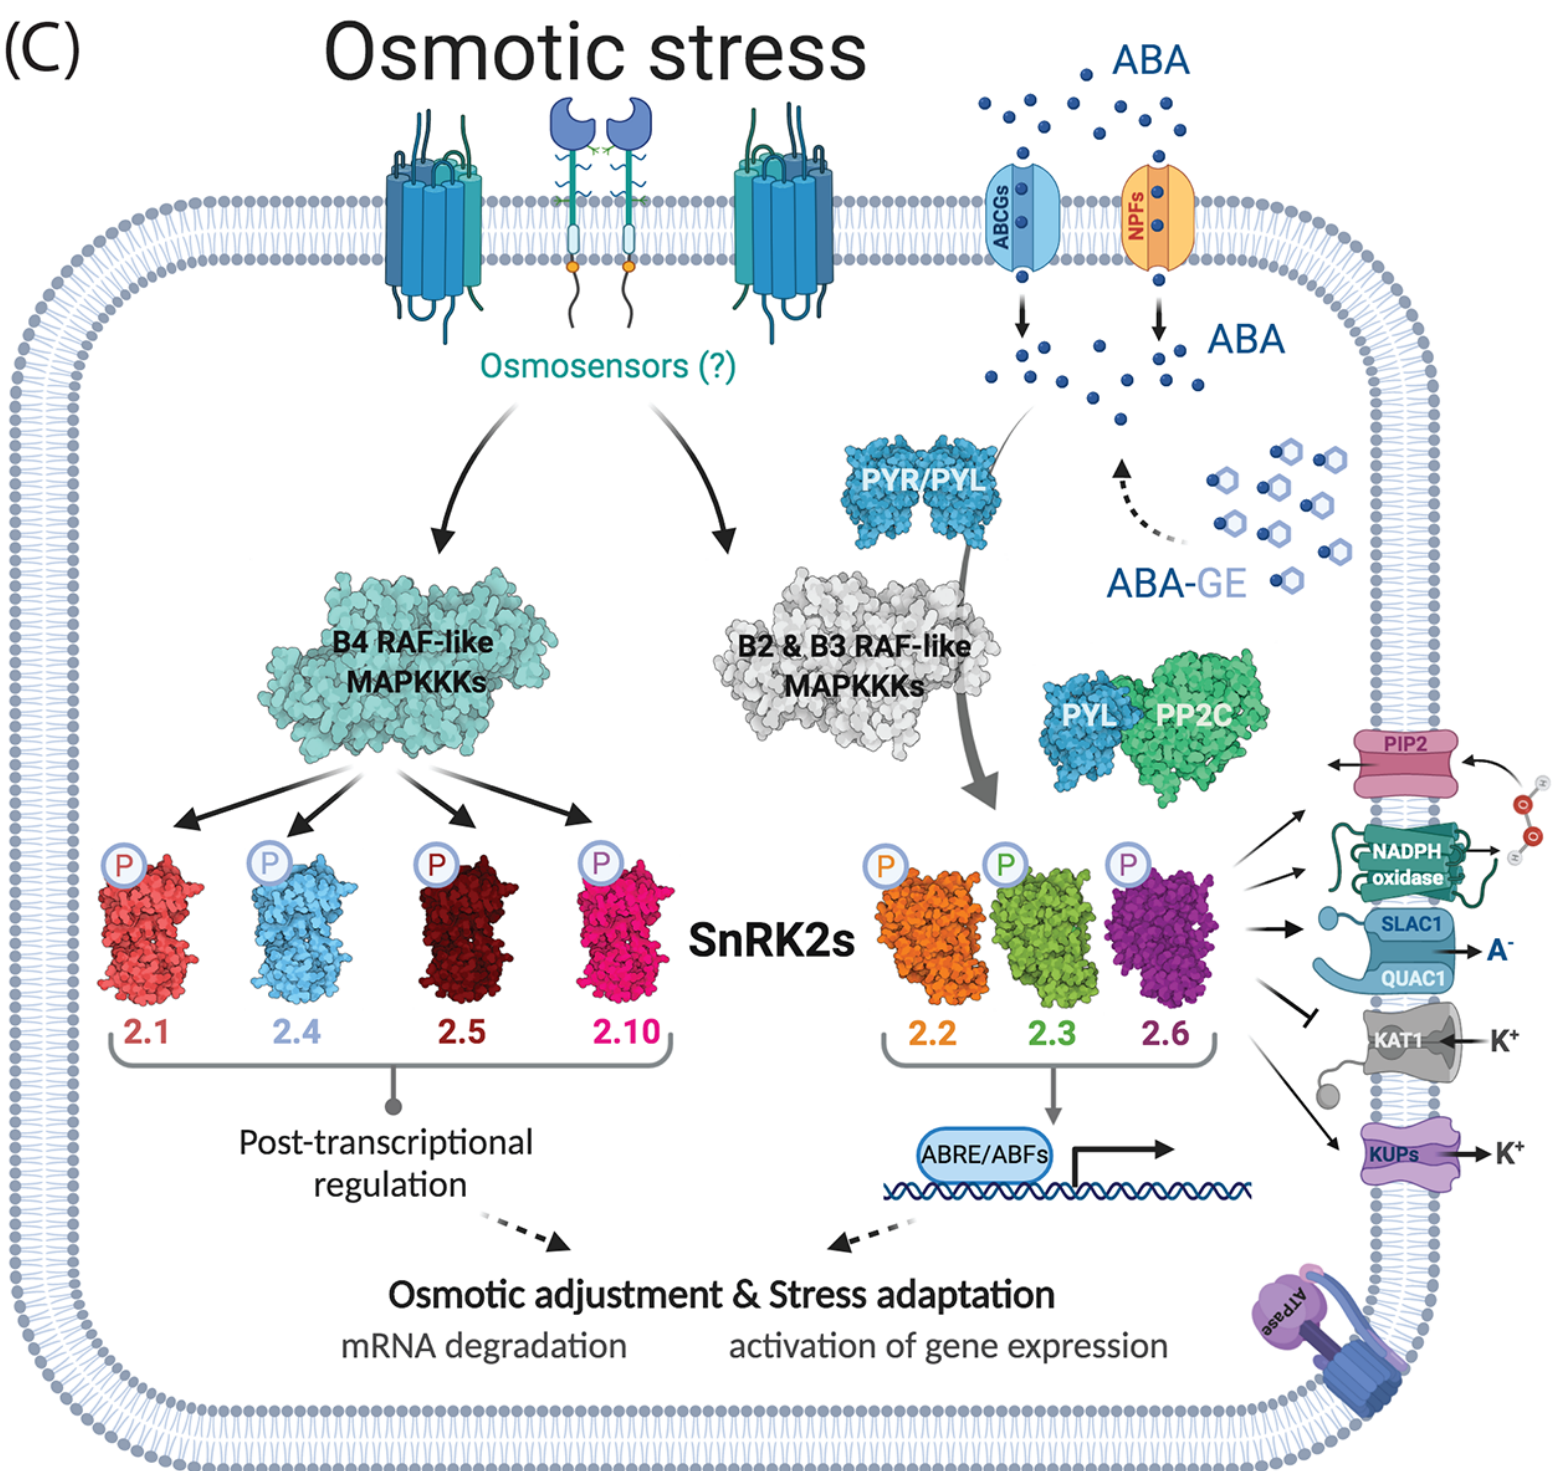 (C)
Osmotic stress
ABA
ABCGs
NPFs
Osmosensors (?)
ABA
PYR/PYL
ABA-GE
B4 RAF-like
MAPKKKs
B2 & B3 RAF-like
MAPKKKs
PYL
PP2C
PIP2
H
O
O
H
NADPH
oxidase
P
P
P
P
P
P
P
SnRK2s
SLAC1
A⁻
QUAC1
2.1
2.4
2.5
2.10
2.2
2.3
2.6
KAT1
K⁺
Post-transcriptional
regulation
ABRE/ABFs
KUPs
K⁺
Osmotic adjustment & Stress adaptation
mRNA degradation
activation of gene expression
ATPase